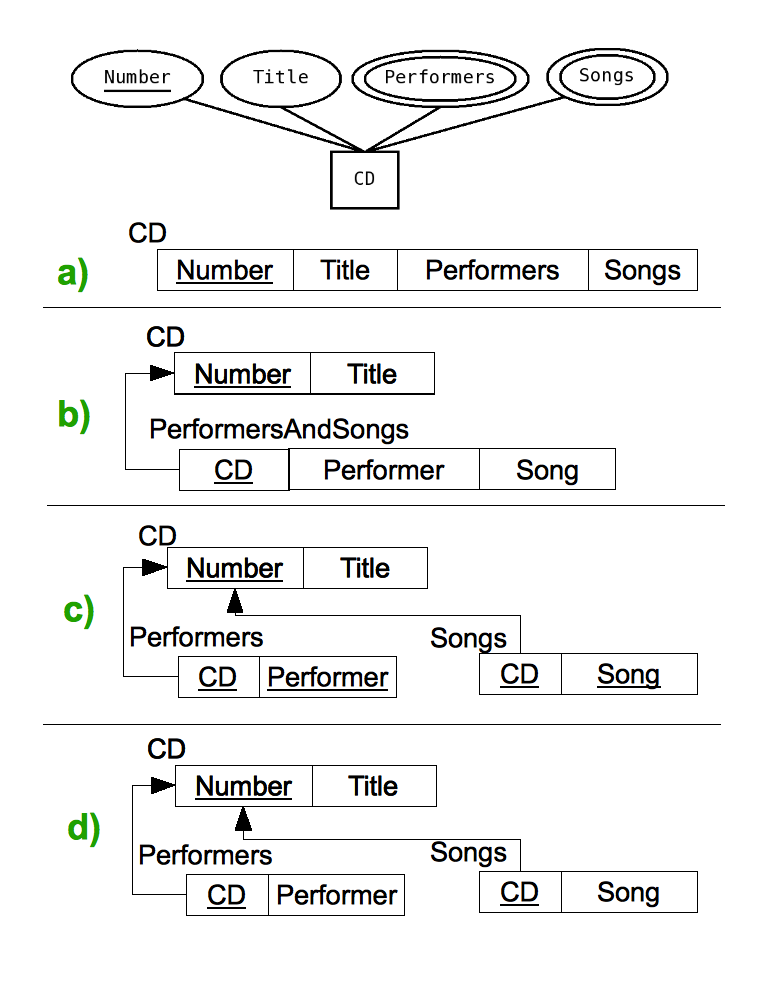 Number Title Performers Songs
CD
CD
a) Number Title Performers Songs
CD
Number Title
b)
PerformersAndSongs
CD Performer Song
CD
Number Title
c)
Performers Songs
CD Performer CD Song
CD
Number Title
d)
Performers Songs
CD Performer CD Song